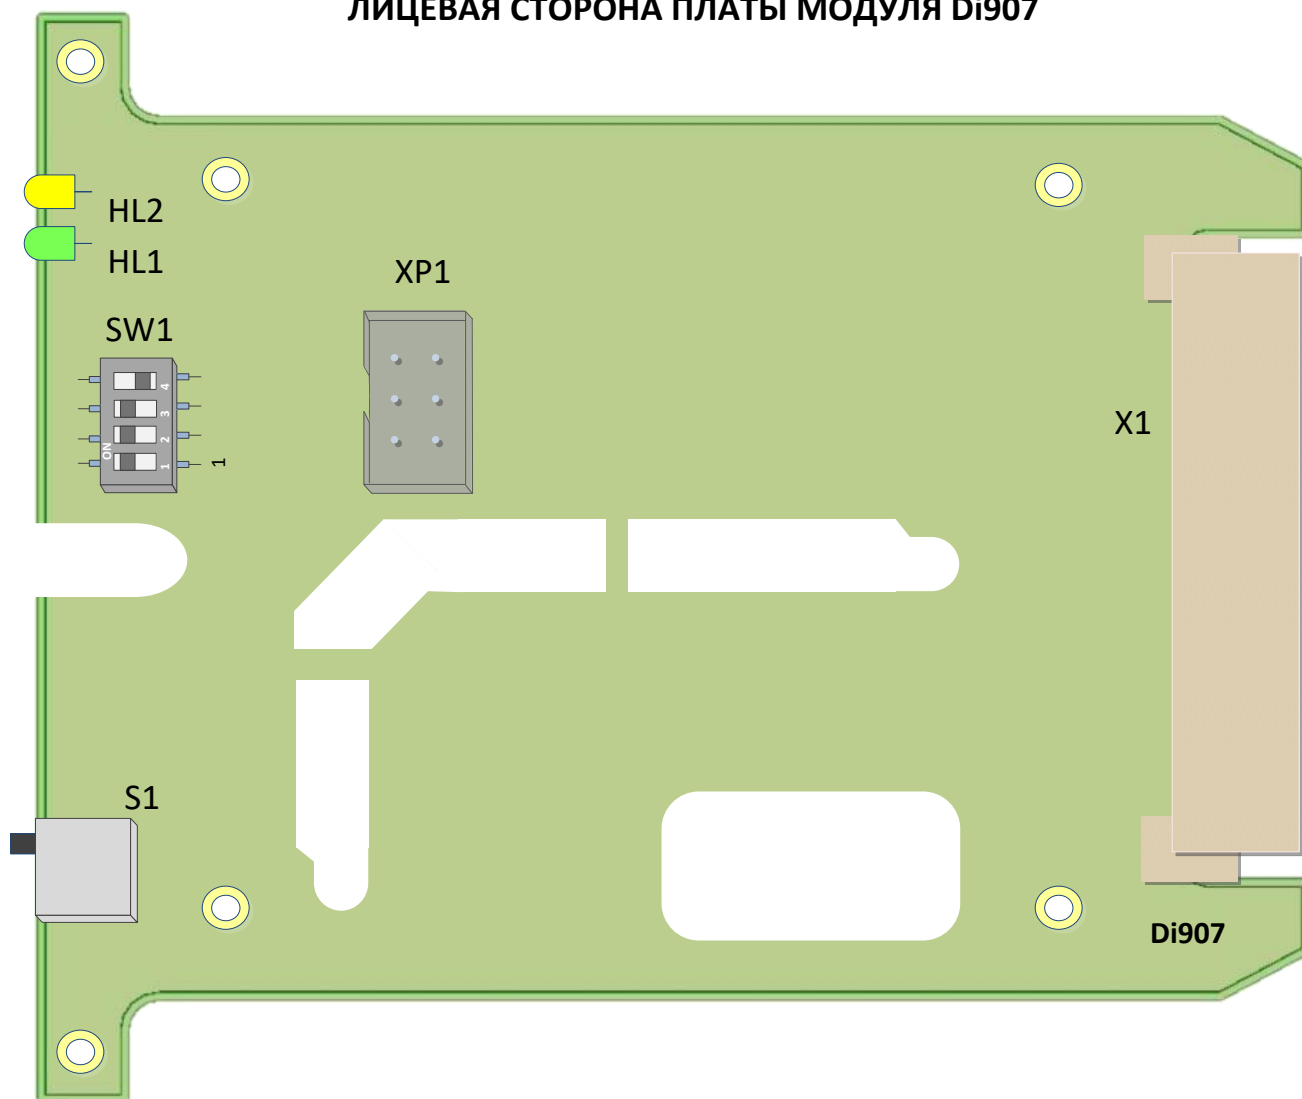 ЛИЦЕВАЯ СТОРОНА ПЛАТЫ МОДУЛЯ Di907
HL2
HL1
XP1
SW1
4
3
2
ON
1
1
X1
S1
Di907